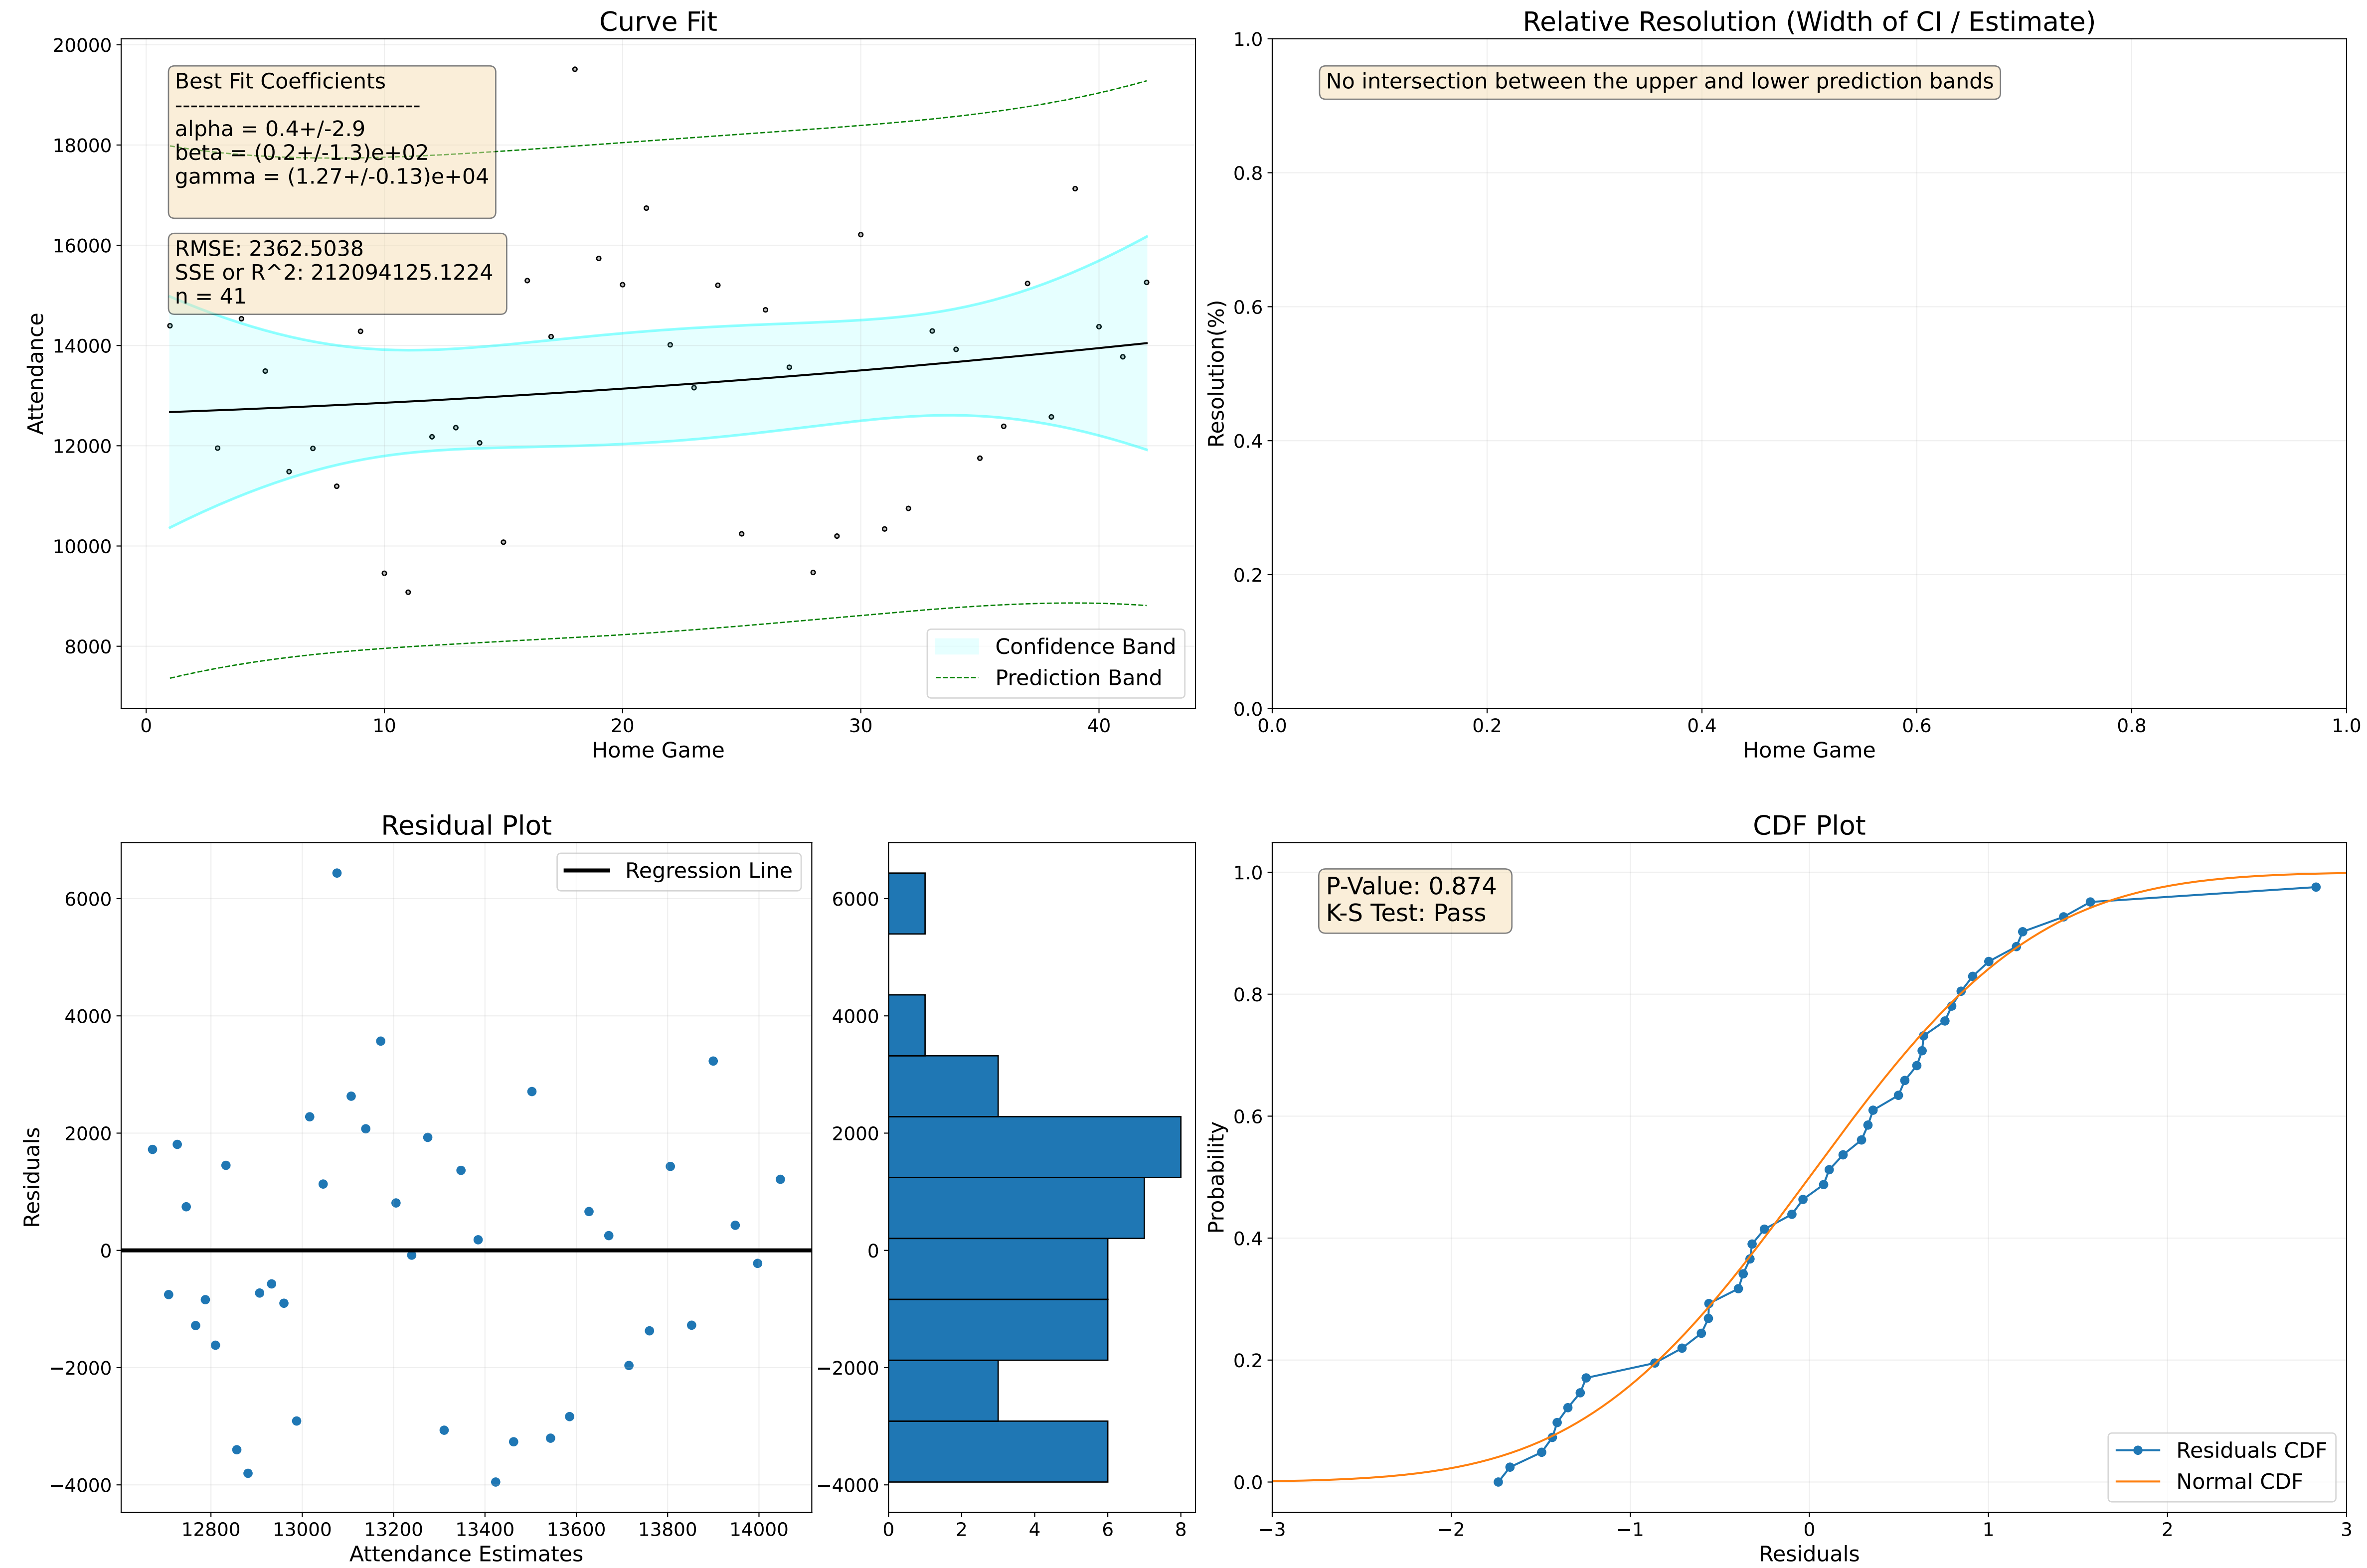 Curve Fit
20000
18000
16000
14000
12000
10000
8000
Attendance
Best Fit Coefficients
---------------------------
alpha = 0.4+/-2.9
beta = (0.2+/-1.3)e+02
gamma = (1.27+/-0.13)e+04
RMSE: 2362.5038
SSE or R^2: 212094125.1224
n = 41
Confidence Band
Prediction Band
0 10 20 30 40
Home Game
Relative Resolution (Width of CI / Estimate)
No intersection between the upper and lower prediction bands
1.0
0.8
0.6
0.4
0.2
0.0
Resolution(%)
0.0 0.2 0.4 0.6 0.8 1.0
Home Game
Residual Plot
Regression Line
6000
4000
2000
0
−2000
−4000
Residuals
12800 13000 13200 13400 13600 13800 14000
Attendance Estimates
6000
4000
2000
0
−2000
−4000
0 2 4 6 8
CDF Plot
P-Value: 0.874
K-S Test: Pass
1.0
0.8
0.6
0.4
0.2
0.0
Probability
Residuals CDF
Normal CDF
−3 −2 −1 0 1 2 3
Residuals